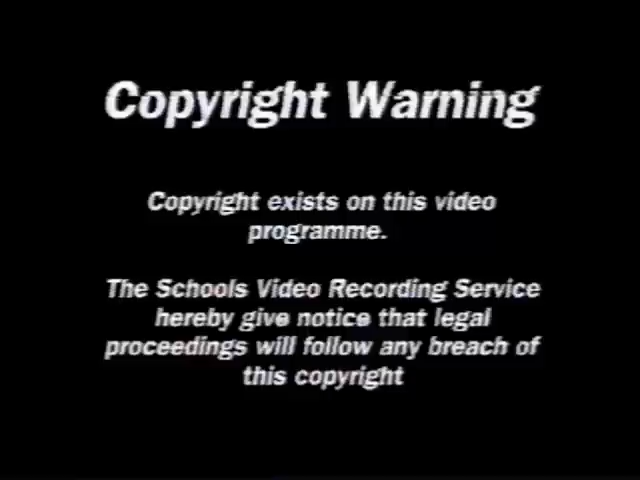 Copyright Warning
Copyright exists on this video
programme.
The Schools Video Recording Service
hereby give notice that legal
proceedings will follow any breach of
this copyright